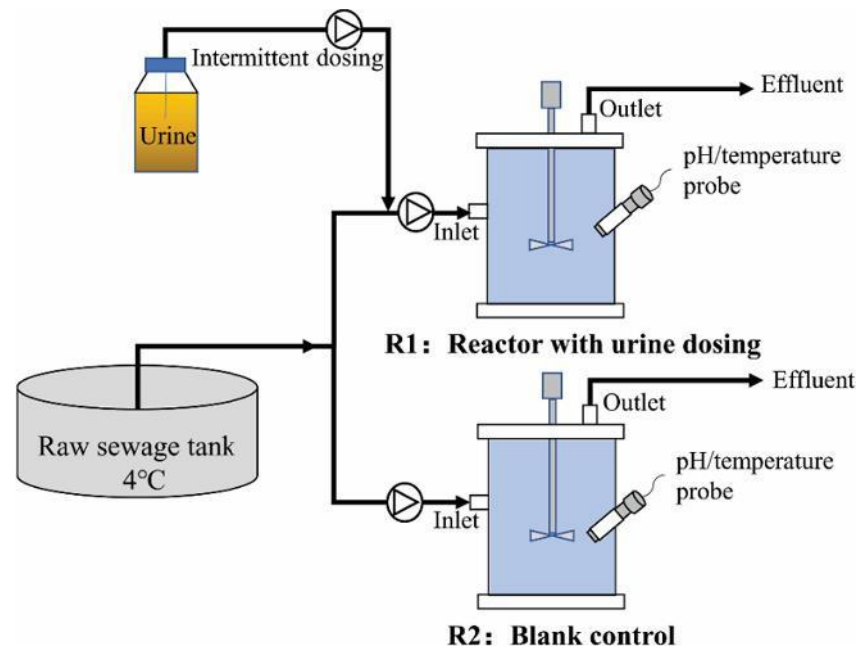 Intermittent dosing
Urine
Outlet
Effluent
pH/temperature
probe
Inlet
R1： Reactor with urine dosing
Raw sewage tank
4°C
Outlet
Effluent
pH/temperature
probe
Inlet
R2： Blank control